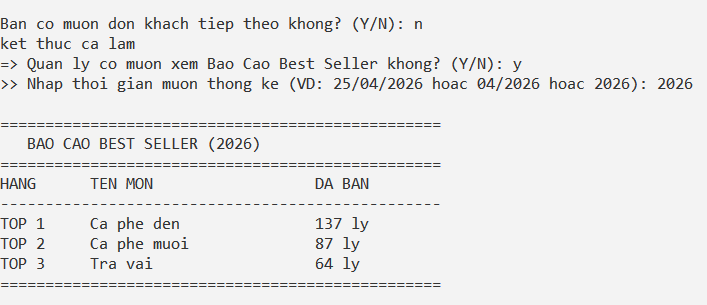 Ban co muon don khach tiep theo khong? (Y/N): n
ket thuc ca lam
=> Quan ly co muon xem Bao Cao Best Seller khong? (Y/N): y
>> Nhap thoi gian muon thong ke (VD: 25/04/2026 hoac 04/2026 hoac 2026): 2026
=================================================
BAO CAO BEST SELLER (2026)
=================================================
HANG TEN MON DA BAN
-------------------------------------------------
TOP 1 Ca phe den 137 ly
TOP 2 Ca phe muoi 87 ly
TOP 3 Tra vai 64 ly
=================================================